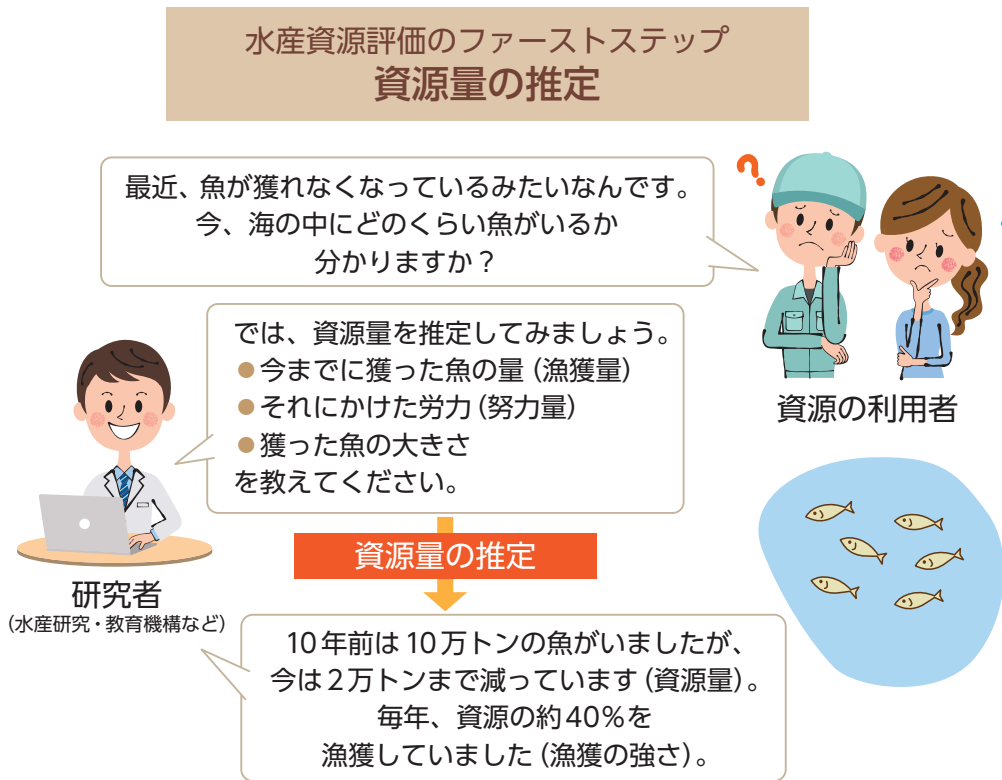 水産資源評価のファーストステップ
資源量の推定
最近、魚が獲れなくなっているみたいなんです。
今、海の中にどのくらい魚がいるか
分かりますか？
?
資源の利用者
では、資源量を推定してみましょう。
●今までに獲った魚の量（漁獲量）
●それにかけた労力（努力量）
●獲った魚の大きさ
を教えてください。
研究者
（水産研究・教育機構など）
資源量の推定
10年前は10万トンの魚がいましたが、
今は2万トンまで減っています（資源量）。
毎年、資源の約40%を
漁獲していました（漁獲の強さ）。